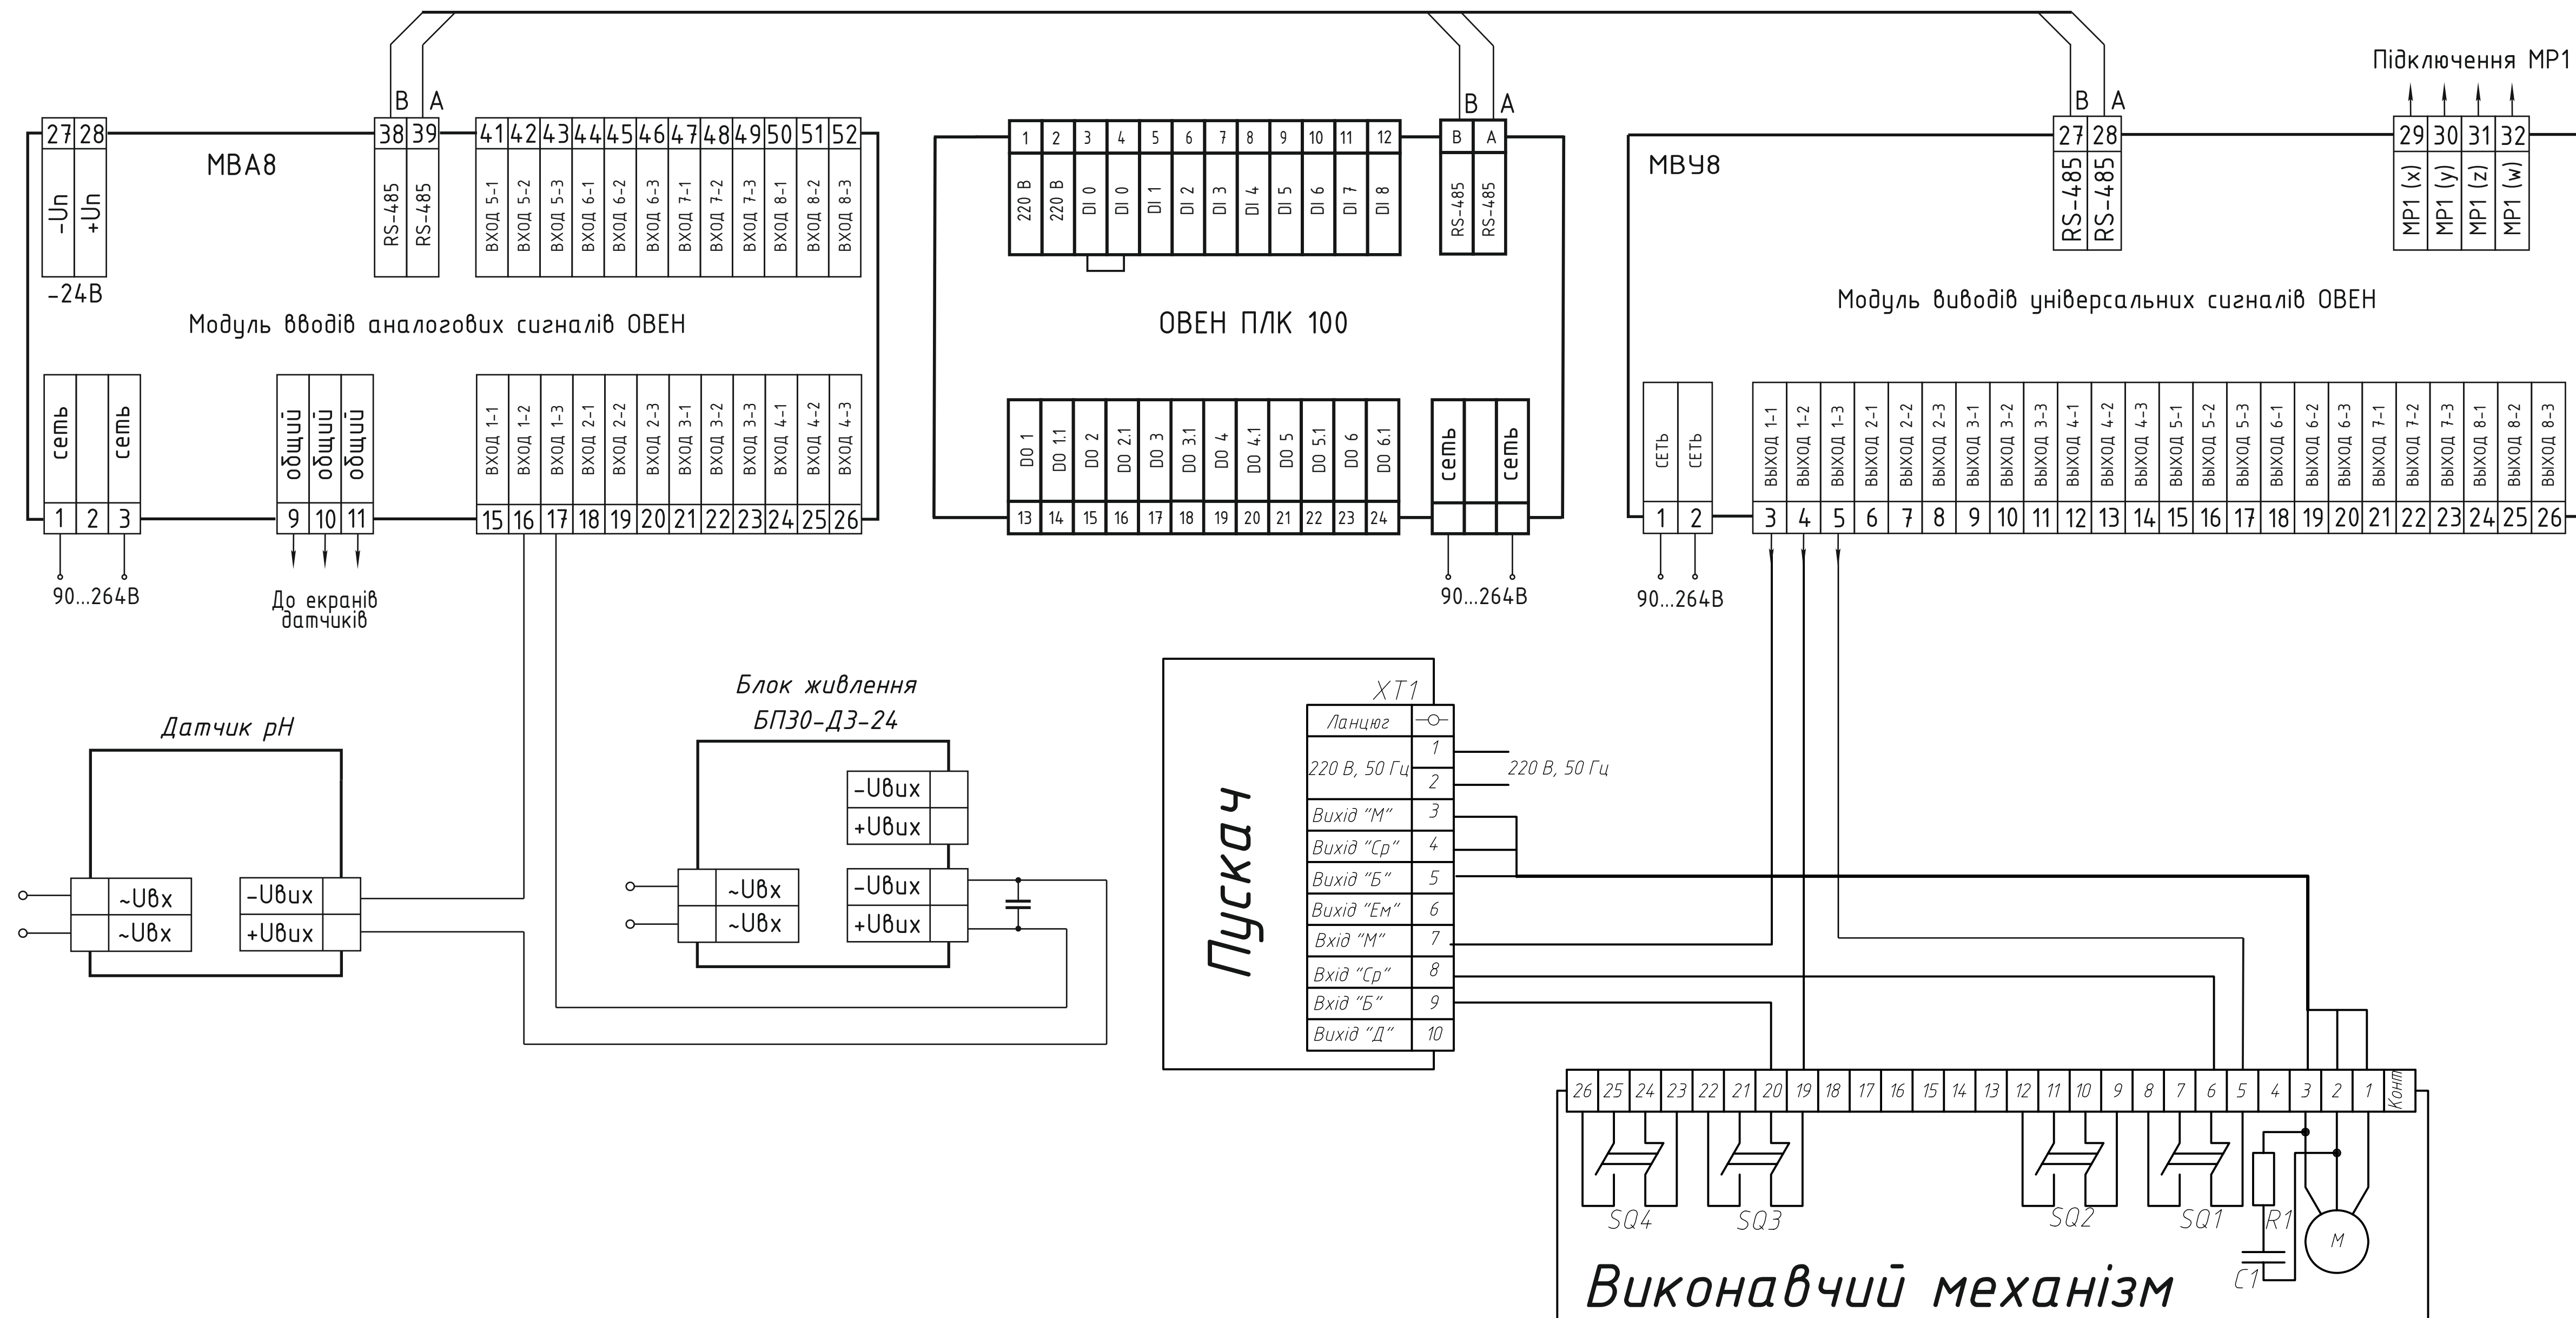 Підключення МР1
В А
В А
В А
27 28
38 39
41 42 43 44 45 46 47 48 49 50 51 52
-Uп +Uп
МВА8
RS-485 RS-485
ВХОД 5-1 ВХОД 5-2 ВХОД 5-3 ВХОД 6-1 ВХОД 6-2 ВХОД 6-3 ВХОД 7-1 ВХОД 7-2 ВХОД 7-3 ВХОД 8-1 ВХОД 8-2 ВХОД 8-3
-24В
Модуль вводів аналогових сигналів ОВЕН
сеть сеть
общий общий общий
ВХОД 1-1 ВХОД 1-2 ВХОД 1-3 ВХОД 2-1 ВХОД 2-2 ВХОД 2-3 ВХОД 3-1 ВХОД 3-2 ВХОД 3-3 ВХОД 4-1 ВХОД 4-2 ВХОД 4-3
1 2 3
9 10 11
15 16 17 18 19 20 21 22 23 24 25 26
90...264В
До екранів
датчиків
1 2 3 4 5 6 7 8 9 10 11 12
В А
220 В 220 В DI 0 DI 0 DI 1 DI 2 DI 3 DI 4 DI 5 DI 6 DI 7 DI 8
RS-485 RS-485
ОВЕН ПЛК 100
DO 1 DO 1.1 DO 2 DO 2.1 DO 3 DO 3.1 DO 4 DO 4.1 DO 5 DO 5.1 DO 6 DO 6.1
сеть сеть
13 14 15 16 17 18 19 20 21 22 23 24
90...264В
27 28
29 30 31 32
МВУ8
RS-485 RS-485
МР1 (x) МР1 (y) МР1 (z) МР1 (w)
Модуль виводів універсальних сигналів ОВЕН
СЕТЬ СЕТЬ
ВЫХОД 1-1 ВЫХОД 1-2 ВЫХОД 1-3 ВЫХОД 2-1 ВЫХОД 2-2 ВЫХОД 2-3 ВЫХОД 3-1 ВЫХОД 3-2 ВЫХОД 3-3 ВЫХОД 4-1 ВЫХОД 4-2 ВЫХОД 4-3 ВЫХОД 5-1 ВЫХОД 5-2 ВЫХОД 5-3 ВЫХОД 6-1 ВЫХОД 6-2 ВЫХОД 6-3 ВЫХОД 7-1 ВЫХОД 7-2 ВЫХОД 7-3 ВЫХОД 8-1 ВЫХОД 8-2 ВЫХОД 8-3
1 2
3 4 5 6 7 8 9 10 11 12 13 14 15 16 17 18 19 20 21 22 23 24 25 26
90...264В
Датчик рН
~Uвх
~Uвх
-Uвих
+Uвих
Блок живлення
БП30-Д3-24
-Uвих
+Uвих
~Uвх
~Uвх
-Uвих
+Uвих
Пускач
ХТ1
Ланцюг
220 В, 50 Гц 1
2
220 В, 50 Гц
Вихід "М" 3
Вихід "Ср" 4
Вихід "Б" 5
Вихід "Ем" 6
Вхід "М" 7
Вхід "Ср" 8
Вхід "Б" 9
Вихід "Д" 10
26 25 24 23 22 21 20 19 18 17 16 15 14 13 12 11 10 9 8 7 6 5 4 3 2 1 Конт
SQ4 SQ3 SQ2 SQ1 R1
М
С1
Виконавчий механізм